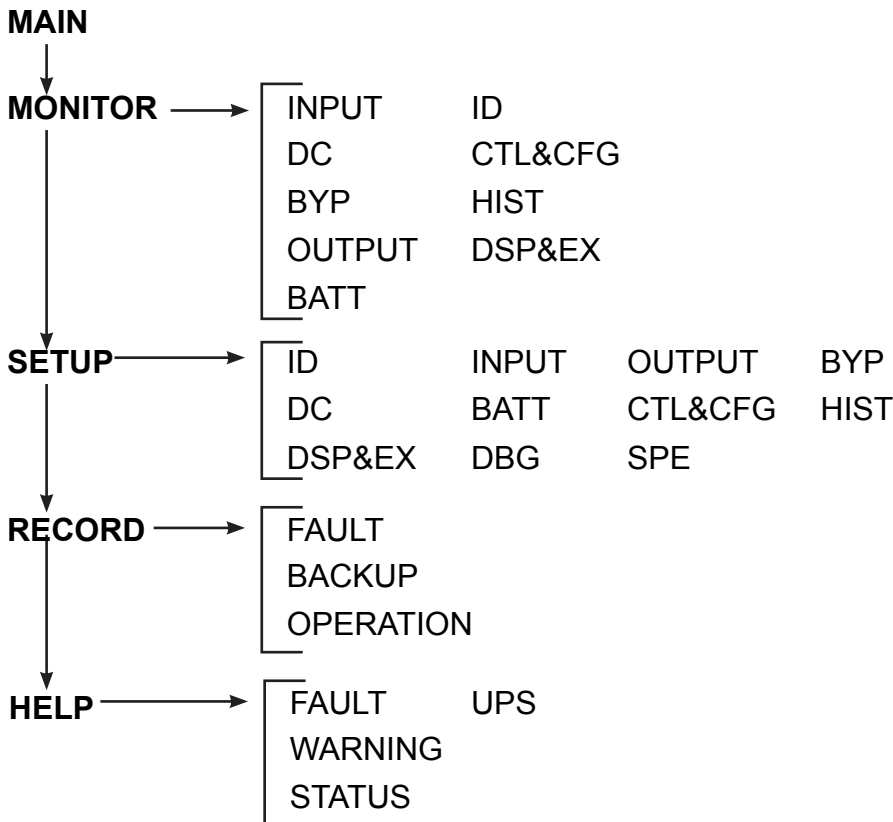 MAIN
MONITOR INPUT ID
DC CTL&CFG
BYP HIST
OUTPUT DSP&EX
BATT
SETUP ID INPUT OUTPUT BYP
DC BATT CTL&CFG HIST
DSP&EX DBG SPE
RECORD FAULT
BACKUP
OPERATION
HELP FAULT UPS
WARNING
STATUS